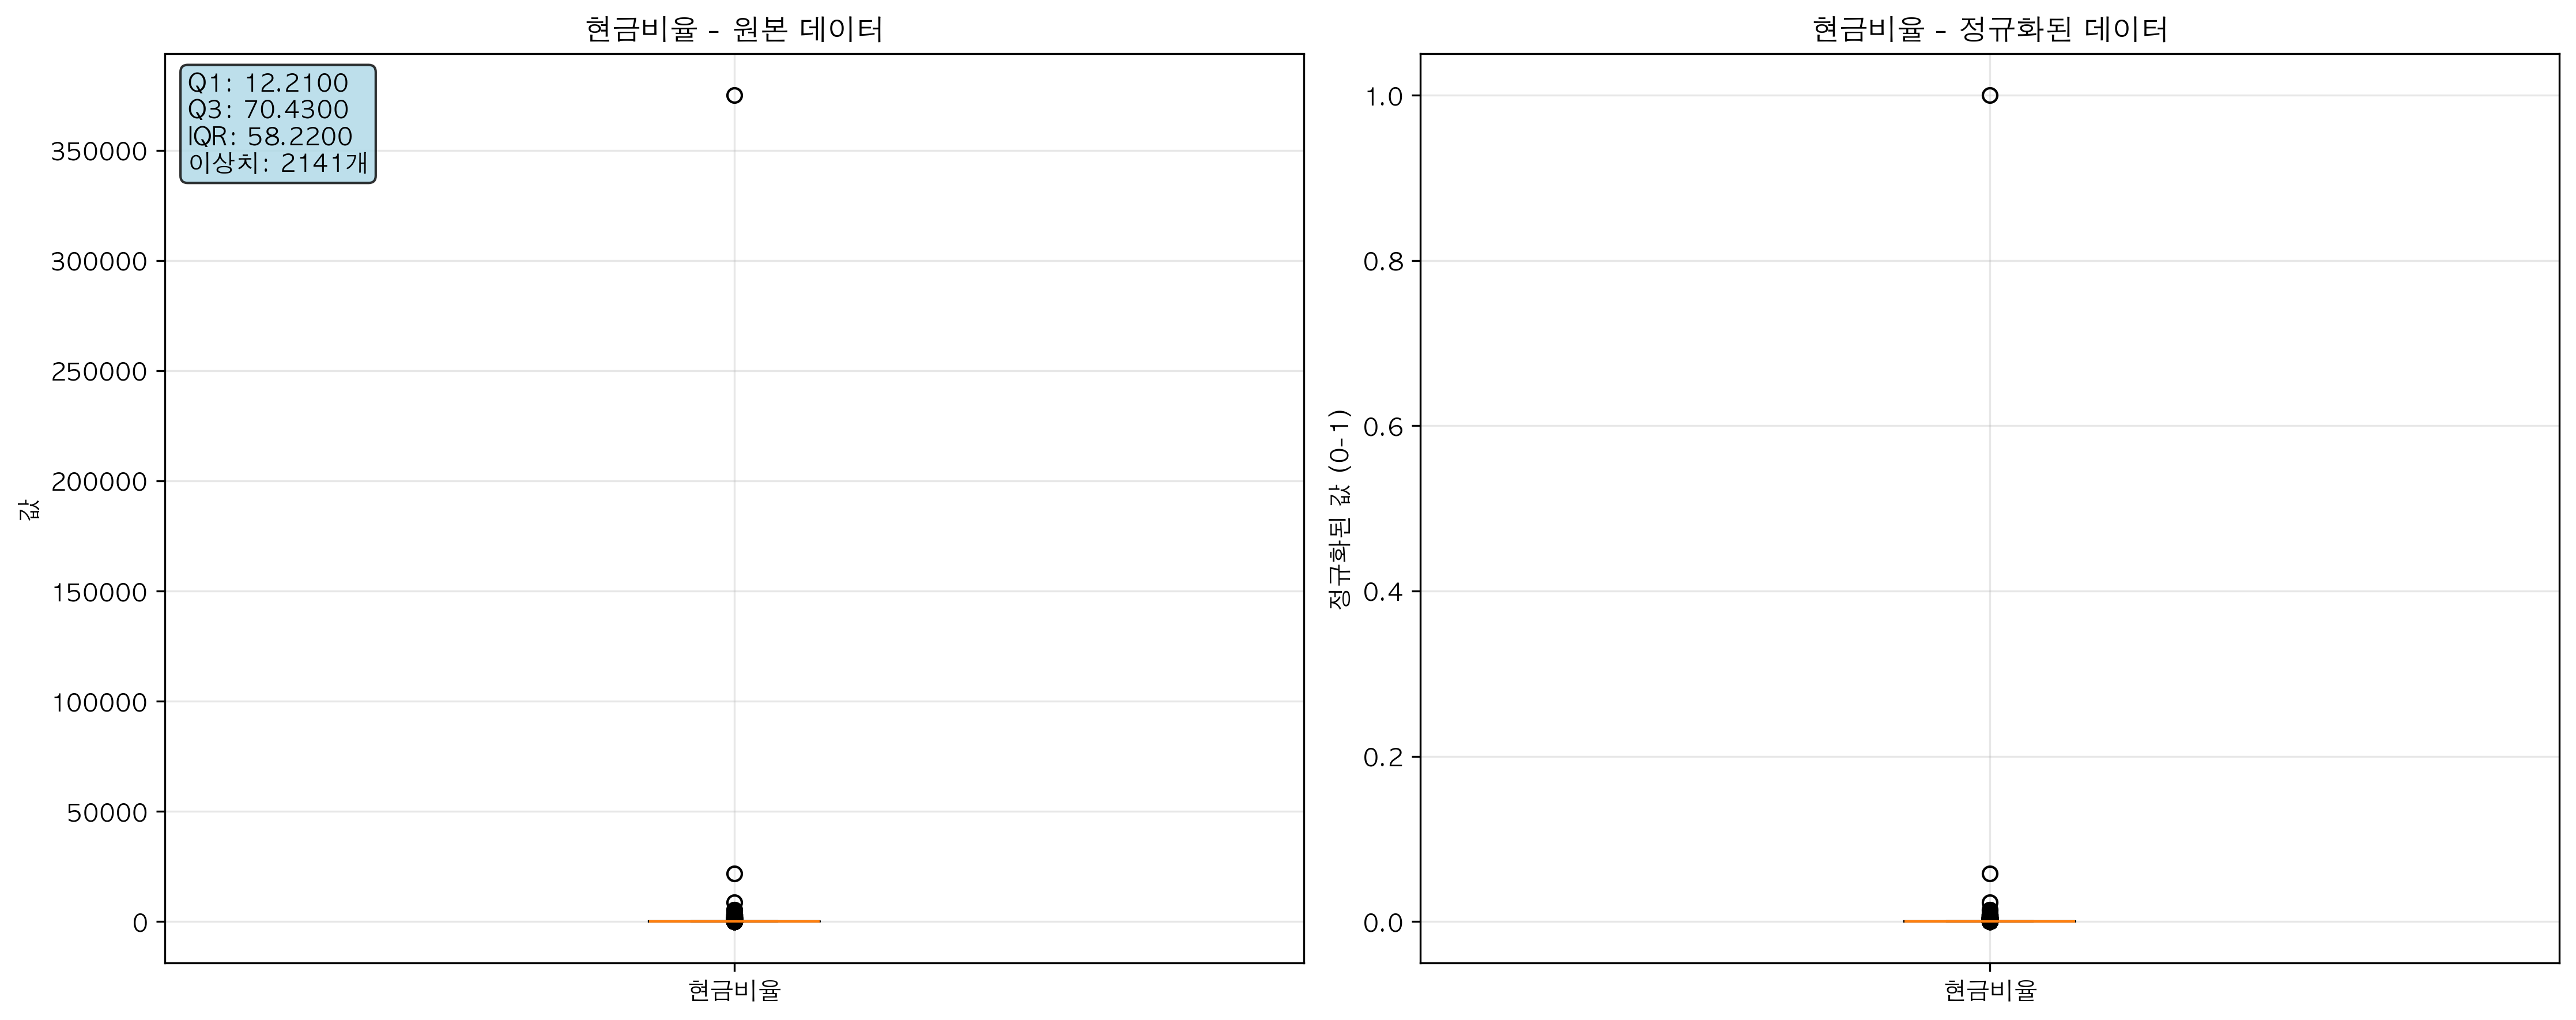 현금비율 - 원본 데이터
Q1: 12.2100
Q3: 70.4300
IQR: 58.2200
이상치: 2141개
350000
300000
250000
200000
150000
100000
50000
0
값
현금비율
현금비율 - 정규화된 데이터
1.0
0.8
0.6
0.4
0.2
0.0
정규화된 값 (0-1)
현금비율